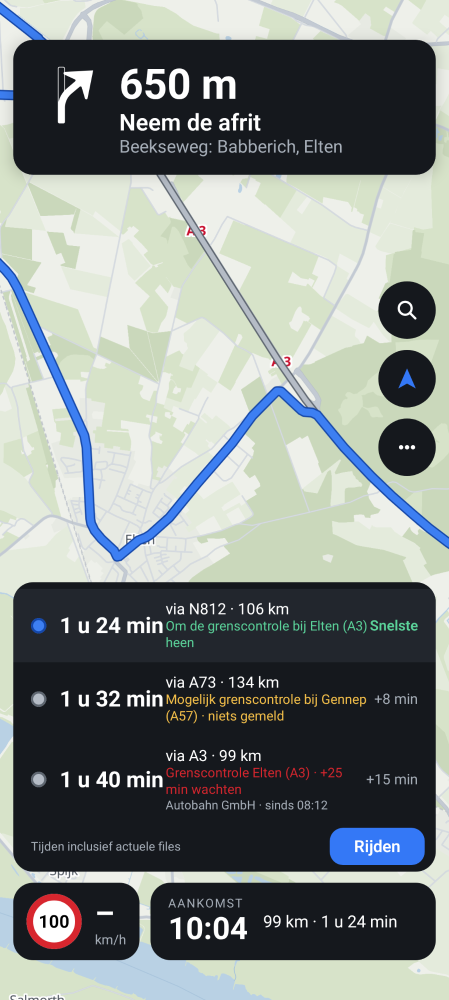 650 m
Neem de afrit
Beekseweg: Babberich, Elten
A3
A3
Elten
1 u 24 min
via N812 · 106 km
Om de grenscontrole bij Elten (A3)
heen
Snelste
1 u 32 min
via A73 · 134 km
Mogelijk grenscontrole bij Gennep
(A57) · niets gemeld
+8 min
1 u 40 min
via A3 · 99 km
Grenscontrole Elten (A3) · +25
min wachten
Autobahn GmbH · sinds 08:12
+15 min
Tijden inclusief actuele files
Rijden
Spijk
100
–
km/h
AANKOMST
10:04
99 km · 1 u 24 min
Salmorth